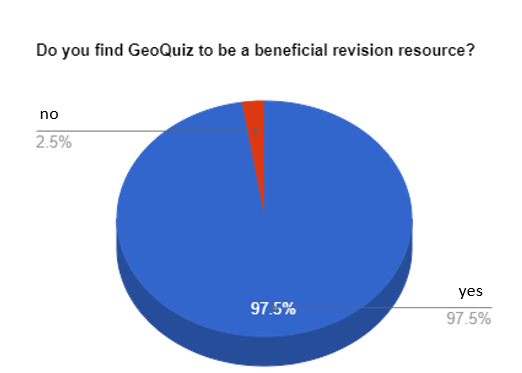 Do you find GeoQuiz to be a beneficial revision resource?
no
2.5%
97.5%
yes
97.5%